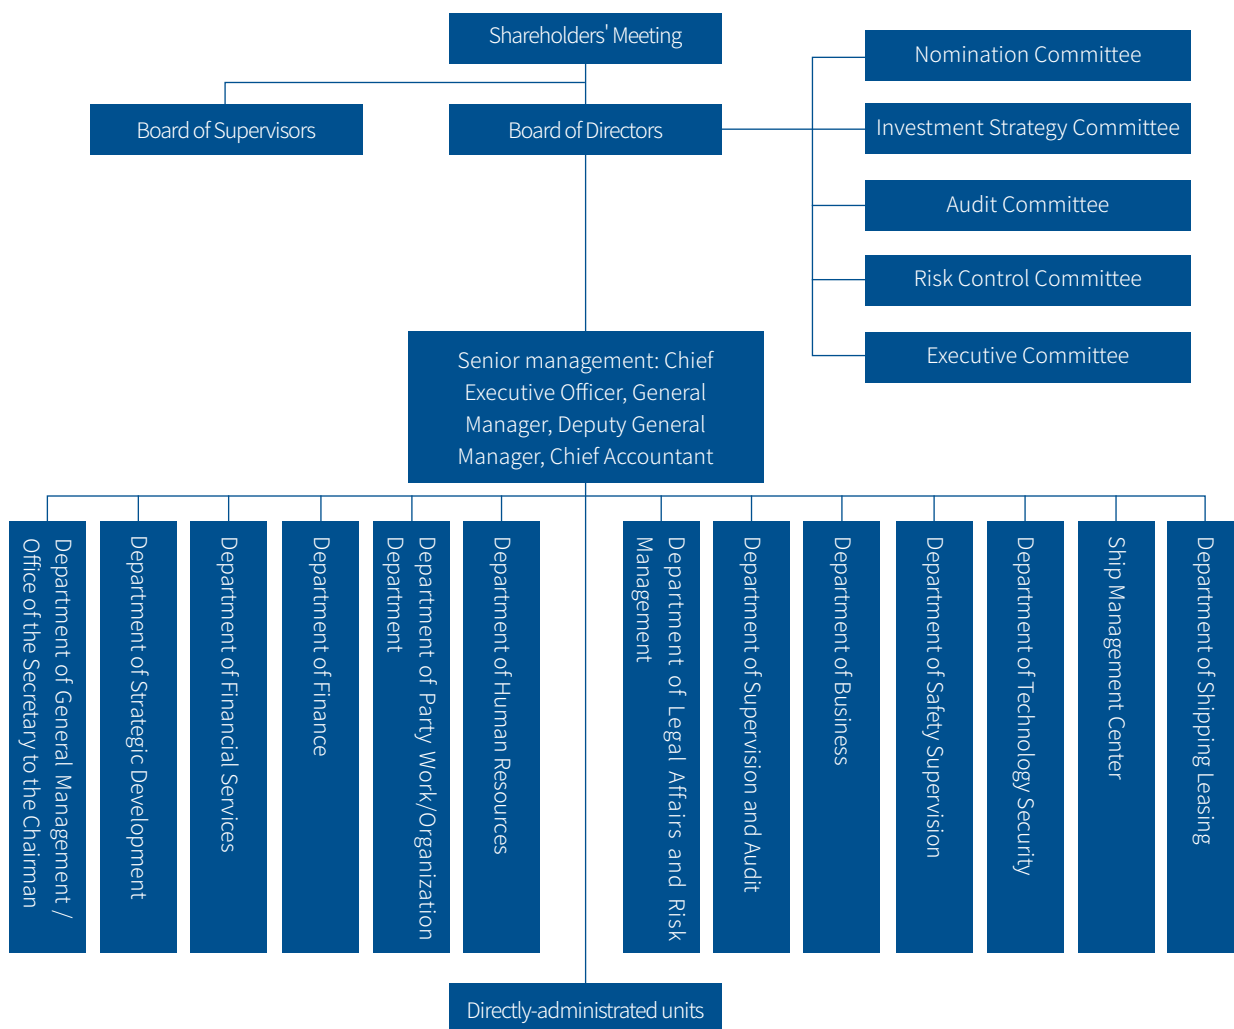 Shareholders' Meeting
Nomination Committee
Board of Supervisors
Board of Directors
Investment Strategy Committee
Audit Committee
Risk Control Committee
Executive Committee
Senior management: Chief
Executive Officer, General
Manager, Deputy General
Manager, Chief Accountant
Department of General Management /
Office of the Secretary to the Chairman
Department of Strategic Development
Department of Financial Services
Department of Finance
Department of Party Work/Organization
Department
Department of Human Resources
Department of Legal Affairs and Risk
Management
Department of Supervision and Audit
Department of Business
Department of Safety Supervision
Department of Technology Security
Ship Management Center
Department of Shipping Leasing
Directly-administrated units